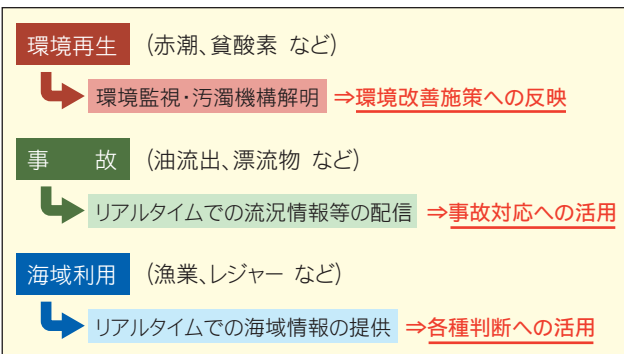 環境再生 (赤潮、貧酸素 など)
環境監視・汚濁機構解明 ⇒環境改善施策への反映
事 故 (油流出、漂流物 など)
リアルタイムでの流況情報等の配信 ⇒事故対応への活用
海域利用 (漁業、レジャー など)
リアルタイムでの海域情報の提供 ⇒各種判断への活用